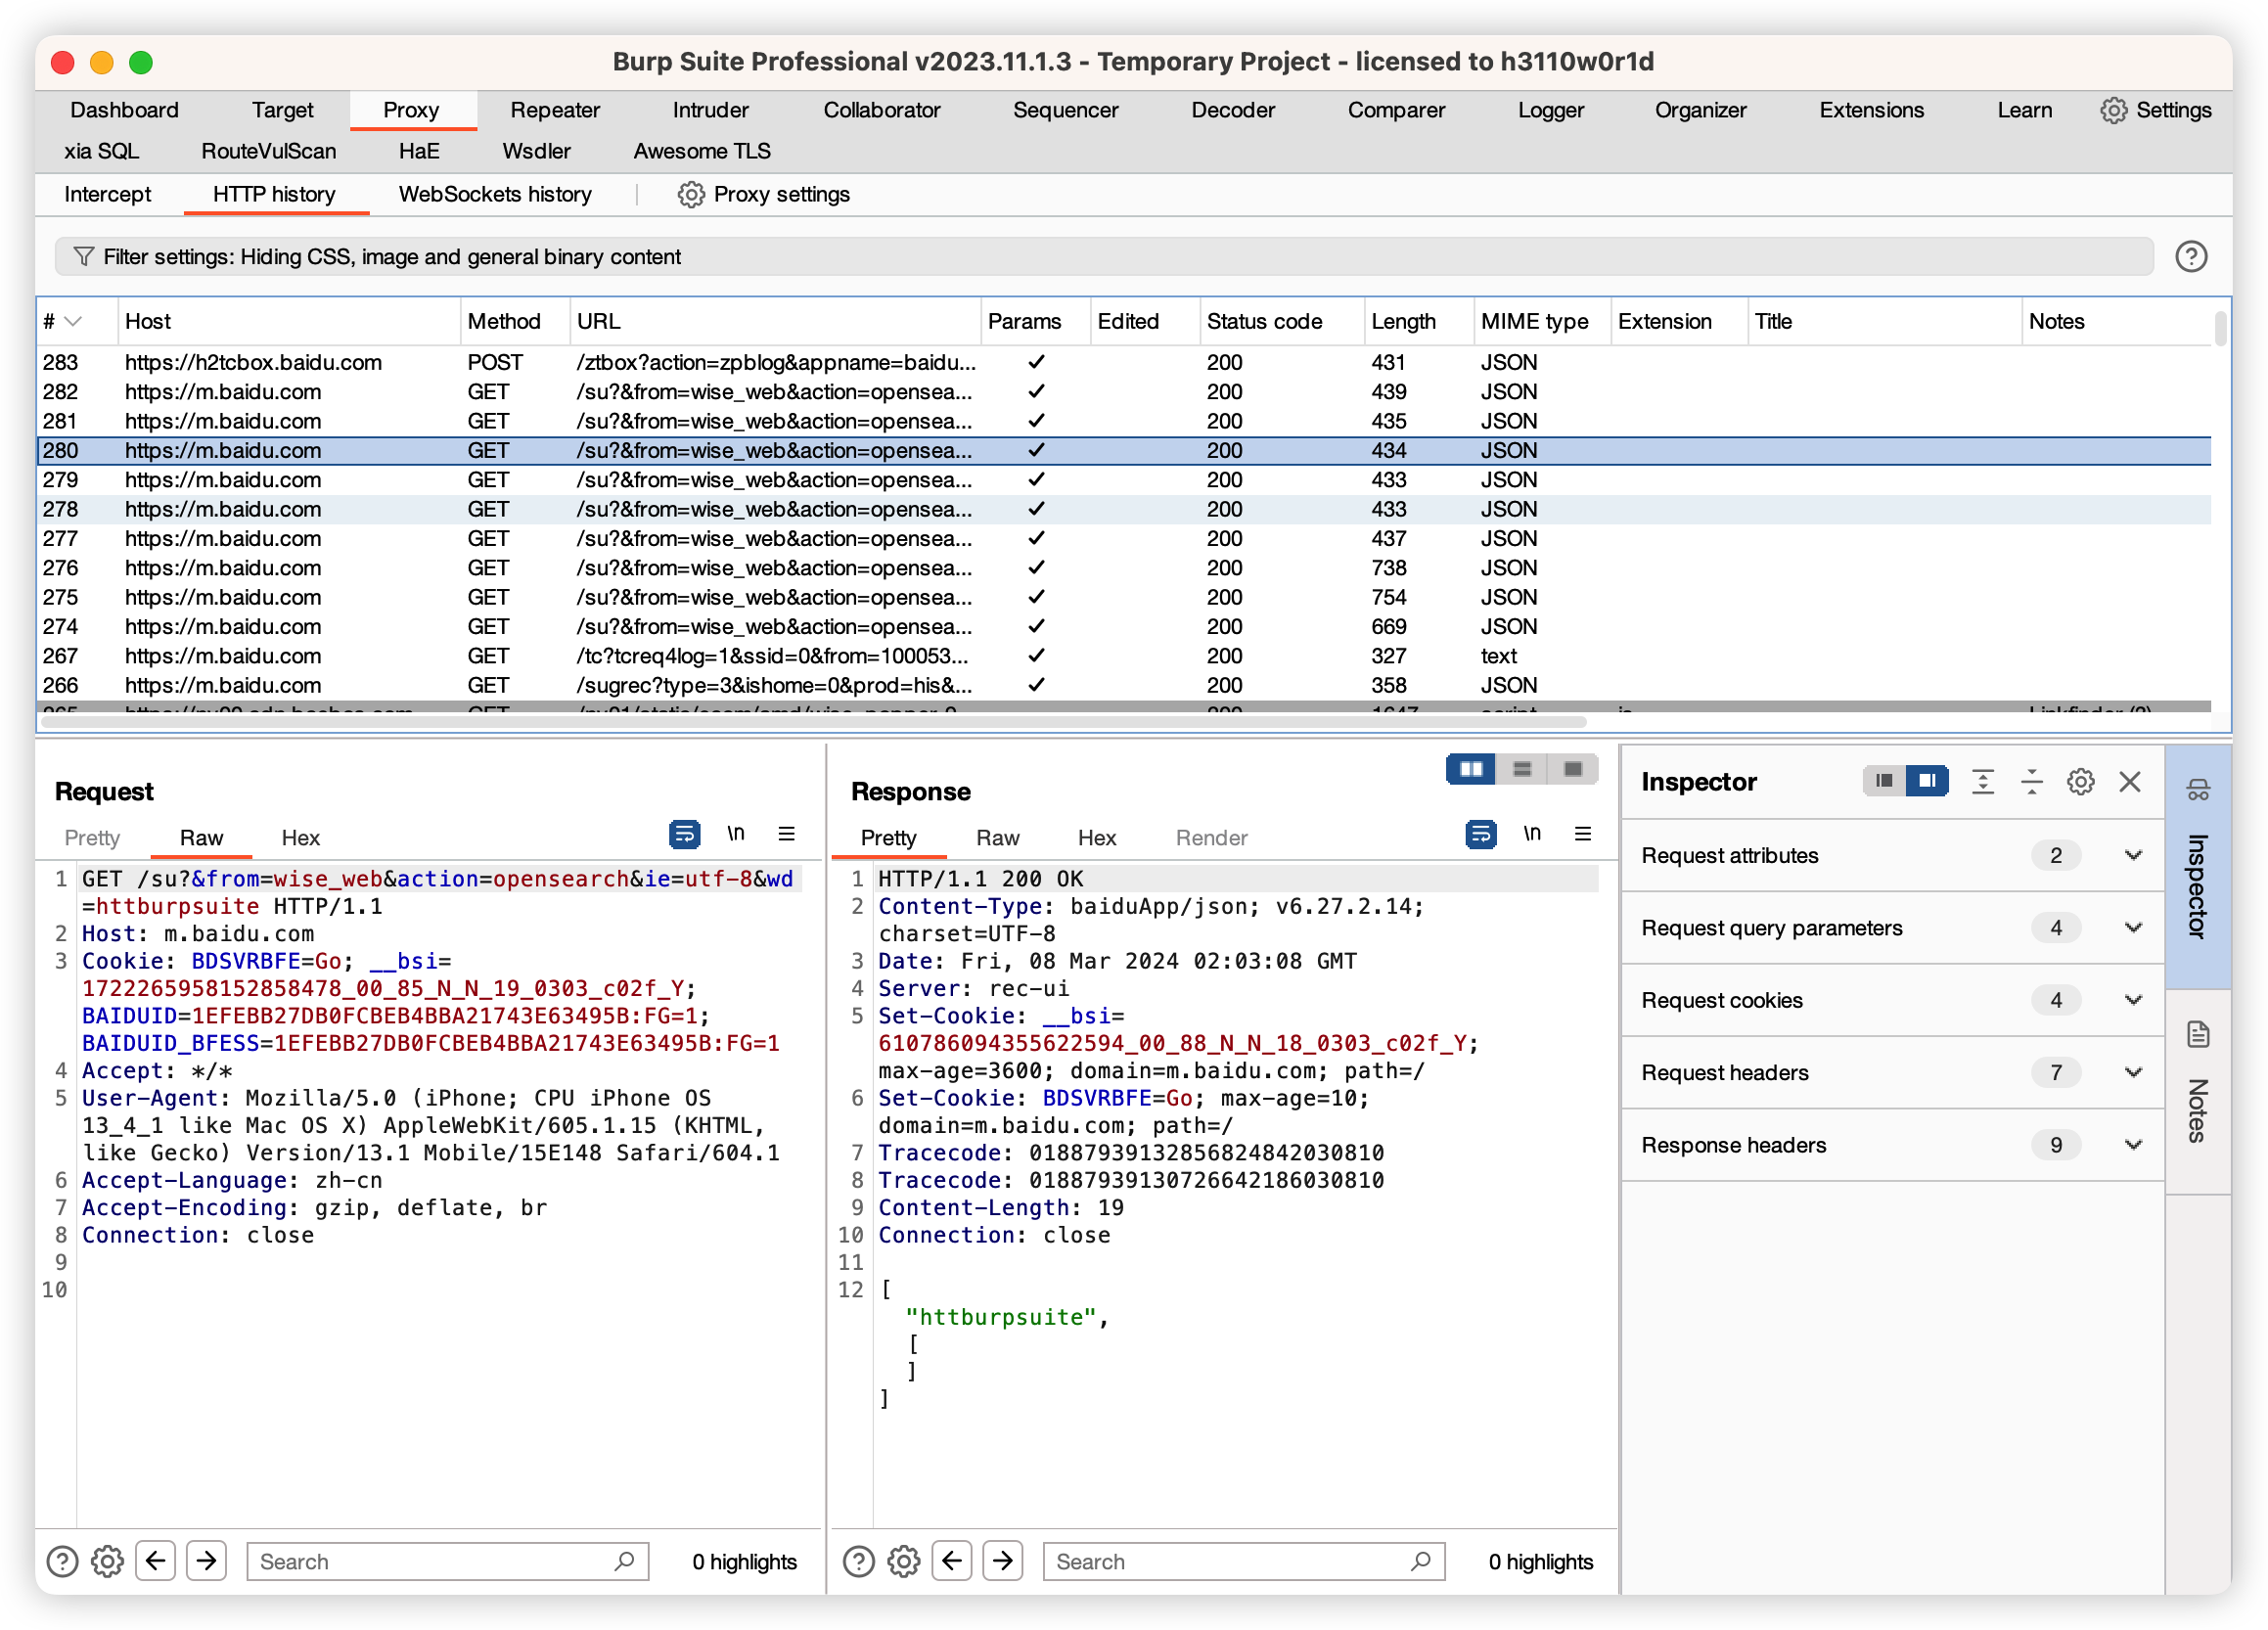 Burp Suite Professional v2023.11.1.3 - Temporary Project - licensed to h3110w0r1d
Dashboard Target Proxy Repeater Intruder Collaborator Sequencer Decoder Comparer Logger Organizer Extensions Learn Settings
xia SQL RouteVulScan HaE Wsdler Awesome TLS
Intercept HTTP history WebSockets history Proxy settings
Filter settings: Hiding CSS, image and general binary content
# Host Method URL Params Edited Status code Length MIME type Extension Title Notes
283 https://h2tcbox.baidu.com POST /ztbox?action=zpblog&appname=baidu... ✓ 200 431 JSON
282 https://m.baidu.com GET /su?&from=wise_web&action=opensea... ✓ 200 439 JSON
281 https://m.baidu.com GET /su?&from=wise_web&action=opensea... ✓ 200 435 JSON
280 https://m.baidu.com GET /su?&from=wise_web&action=opensea... ✓ 200 434 JSON
279 https://m.baidu.com GET /su?&from=wise_web&action=opensea... ✓ 200 433 JSON
278 https://m.baidu.com GET /su?&from=wise_web&action=opensea... ✓ 200 433 JSON
277 https://m.baidu.com GET /su?&from=wise_web&action=opensea... ✓ 200 437 JSON
276 https://m.baidu.com GET /su?&from=wise_web&action=opensea... ✓ 200 738 JSON
275 https://m.baidu.com GET /su?&from=wise_web&action=opensea... ✓ 200 754 JSON
274 https://m.baidu.com GET /su?&from=wise_web&action=opensea... ✓ 200 669 JSON
267 https://m.baidu.com GET /tc?tcreq4log=1&ssid=0&from=100053... ✓ 200 327 text
266 https://m.baidu.com GET /sugrec?type=3&ishome=0&prod=his&... ✓ 200 358 JSON
Request
Pretty Raw Hex \n
1 GET /su?&from=wise_web&action=opensearch&ie=utf-8&wd
=httburpsuite HTTP/1.1
2 Host: m.baidu.com
3 Cookie: BDSVRBFE=Go; __bsi=
1722265958152858478_00_85_N_N_19_0303_c02f_Y;
BAIDUID=1EFEBB27DB0FCBEB4BBA21743E63495B:FG=1;
BAIDUID_BFESS=1EFEBB27DB0FCBEB4BBA21743E63495B:FG=1
4 Accept: */*
5 User-Agent: Mozilla/5.0 (iPhone; CPU iPhone OS
13_4_1 like Mac OS X) AppleWebKit/605.1.15 (KHTML,
like Gecko) Version/13.1 Mobile/15E148 Safari/604.1
6 Accept-Language: zh-cn
7 Accept-Encoding: gzip, deflate, br
8 Connection: close
9
10
Search 0 highlights
Response
Pretty Raw Hex Render \n
1 HTTP/1.1 200 OK
2 Content-Type: baiduApp/json; v6.27.2.14;
charset=UTF-8
3 Date: Fri, 08 Mar 2024 02:03:08 GMT
4 Server: rec-ui
5 Set-Cookie: __bsi=
610786094355622594_00_88_N_N_18_0303_c02f_Y;
max-age=3600; domain=m.baidu.com; path=/
6 Set-Cookie: BDSVRBFE=Go; max-age=10;
domain=m.baidu.com; path=/
7 Tracecode: 01887939132856824842030810
8 Tracecode: 01887939130726642186030810
9 Content-Length: 19
10 Connection: close
11
12 [
"httburpsuite",
[
]
]
Search 0 highlights
Inspector
Request attributes 2
Request query parameters 4
Request cookies 4
Request headers 7
Response headers 9
Inspector
Notes